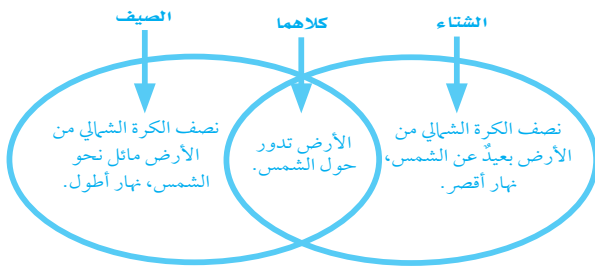 الشتاء
كلاهما
الصيف
نصف الكرة الشمالي من
الأرض بعيدٌ عن الشمس،
نهار أقصر.
الأرض تدور
حول الشمس.
نصف الكرة الشمالي من
الأرض مائل نحو
الشمس، نهار أطول.